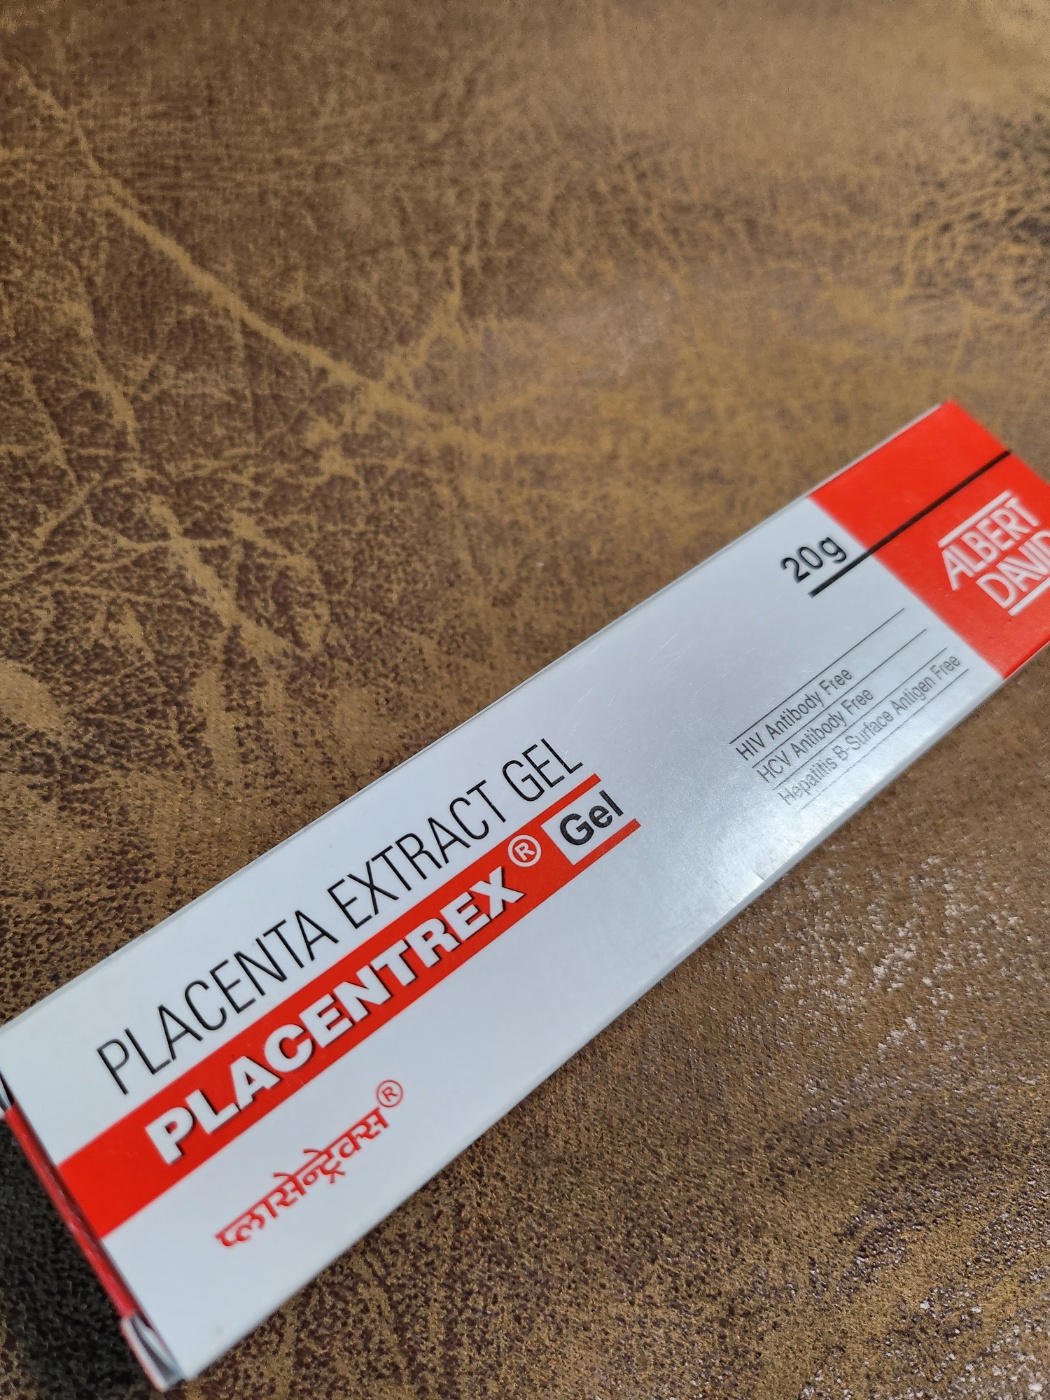 PLACENTA EXTRACT GEL
PLACENTREX® Gel
प्लासेन्ट्रेक्स®
20g
HIV Antibody Free
HCV Antibody Free
Hepatitis B-Surface Antigen Free
ALBERT
DAVID